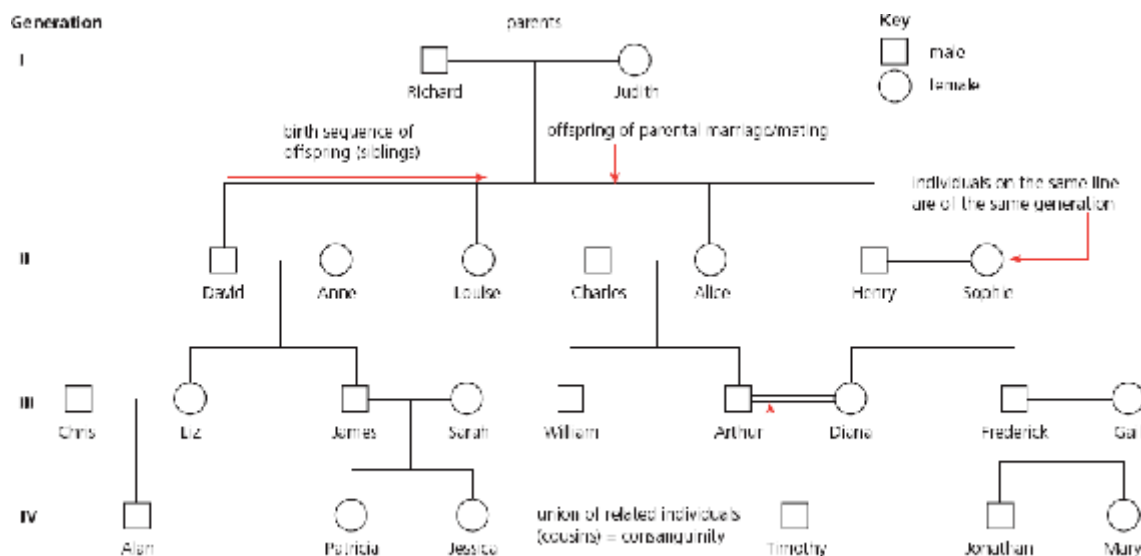 Generation
parents
Key
I
male
female
Richard
Judith
birth sequence of
offspring (siblings)
offspring of parental marriage/mating
individuals on the same line
are of the same generation
II
David
Anne
Louise
Charles
Alice
Henry
Sophie
III
Chris
Liz
James
Sarah
William
Arthur
Diana
Frederick
Gail
IV
Alan
Patricia
Jessica
union of related individuals
(cousins) = consanguinity
Timothy
Jonathan
Mary